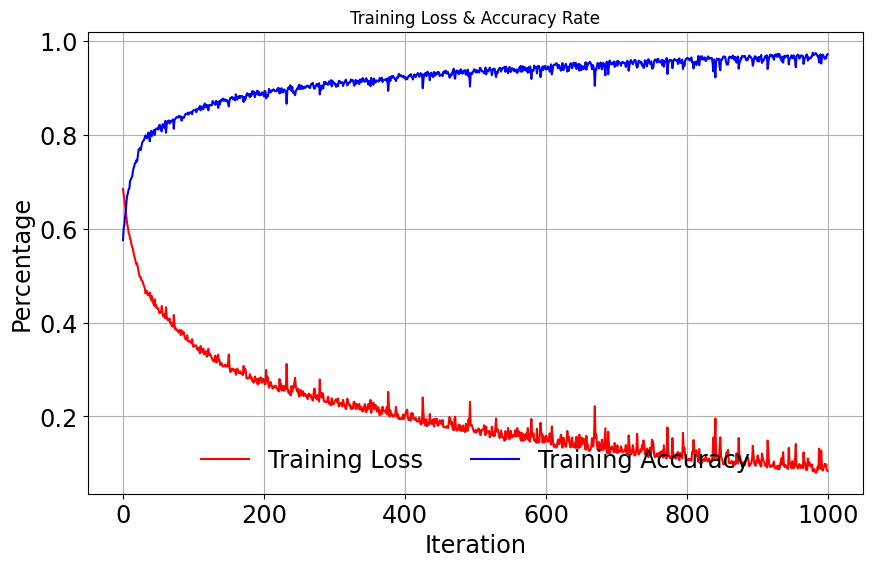 Training Loss & Accuracy Rate
1.0
0.8
0.6
0.4
0.2
Percentage
Training Loss
Training Accuracy
0 200 400 600 800 1000
Iteration